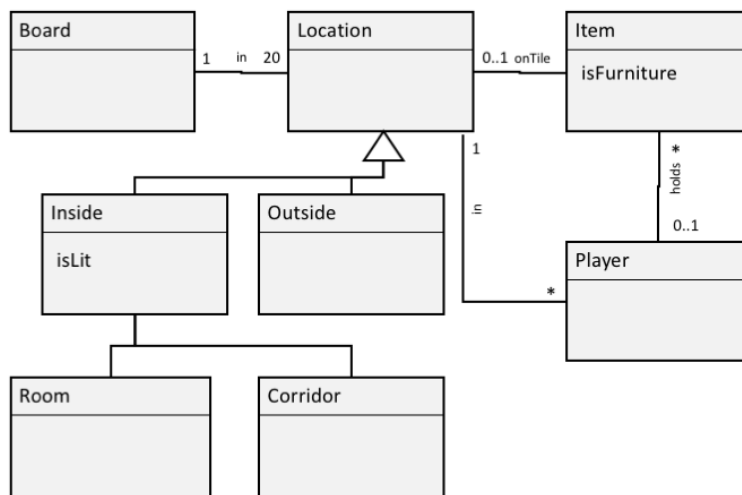 Board
Location
Item
1
in
20
0..1
onTile
isFurniture
1
in
*
holds
0..1
Inside
Outside
Player
isLit
*
Room
Corridor